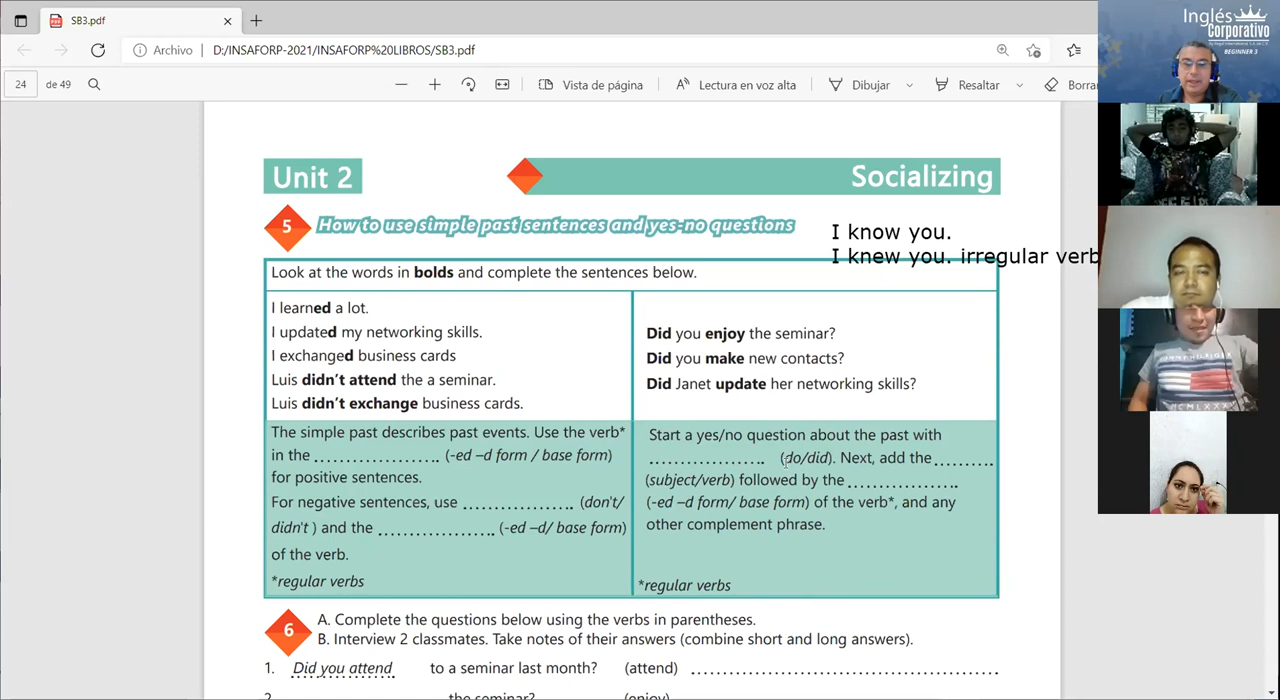 SB3.pdf
Archivo
D:/INSAFORP-2021/INSAFORP%20LIBROS/SB3.pdf
24 de 49
Vista de página
Lectura en voz alta
Dibujar
Resaltar
Borrar
Inglés
Corporativo
BEGINNER 3
Unit 2
Socializing
5 How to use simple past sentences and yes-no questions
I know you.
I knew you. irregular verb
Look at the words in bolds and complete the sentences below.
I learned a lot.
I updated my networking skills.
I exchanged business cards
Luis didn't attend the a seminar.
Luis didn't exchange business cards.
Did you enjoy the seminar?
Did you make new contacts?
Did Janet update her networking skills?
The simple past describes past events. Use the verb*
in the .................. (-ed –d form / base form)
for positive sentences.
For negative sentences, use .................. (don't/
didn't ) and the .................. (-ed –d/ base form)
of the verb.
*regular verbs
Start a yes/no question about the past with
.................. (do/did). Next, add the .........
(subject/verb) followed by the .................
(-ed –d form/ base form) of the verb*, and any
other complement phrase.
*regular verbs
6 A. Complete the questions below using the verbs in parentheses.
B. Interview 2 classmates. Take notes of their answers (combine short and long answers).
1. Did you attend to a seminar last month? (attend) ..................
2. the seminar? (enjoy)